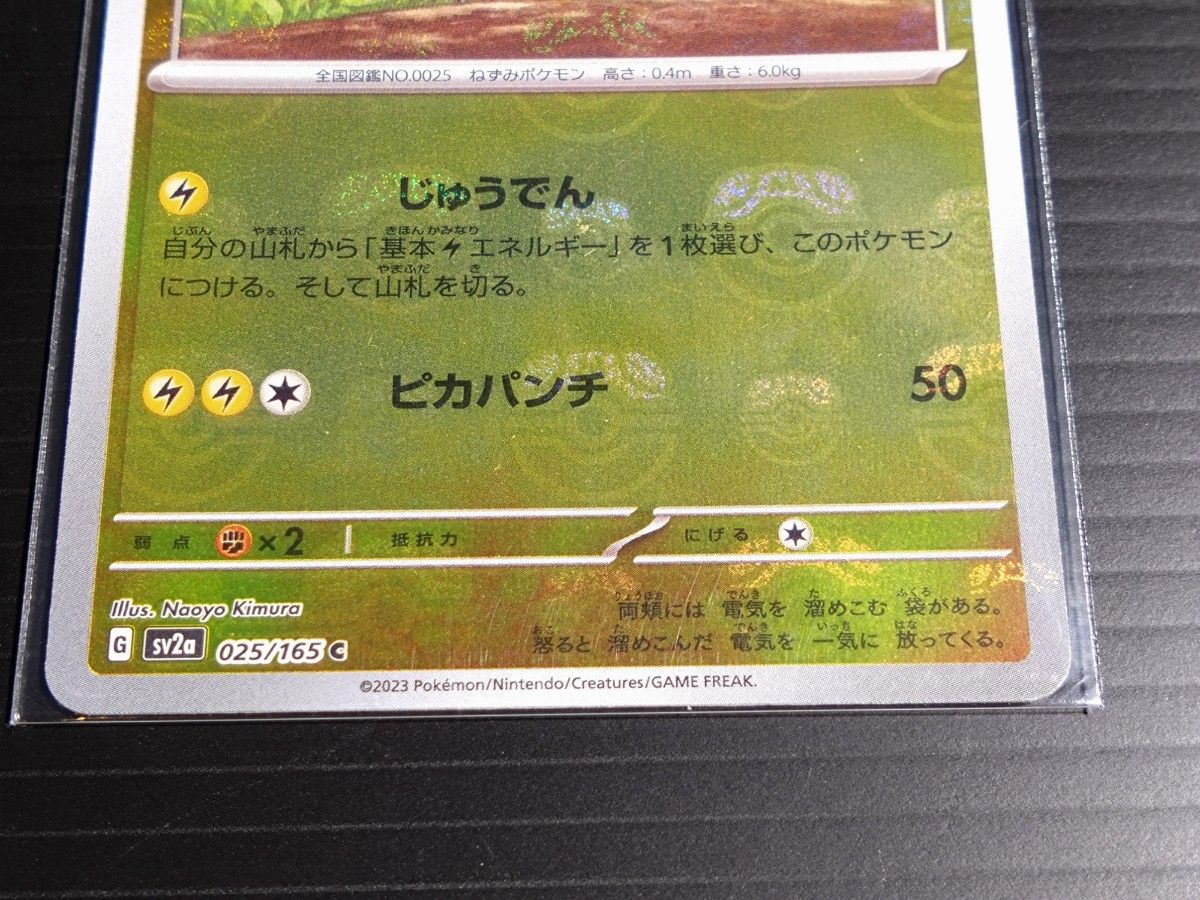 全国図鑑NO.0025 ねずみポケモン 高さ:0.4m 重さ:6.0kg
じゅうでん
自分の山札から「基本エネルギー」を1枚選び、このポケモン
につける。そして山札を切る。
ピカパンチ 50
弱点 ×2 抵抗力 にげる
Illus. Naoyo Kimura
両頬には 電気を 溜めこむ 袋がある。
G sv2a 025/165 C
怒ると 溜めこんだ 電気を 一気に 放ってくる。
©2023 Pokémon/Nintendo/Creatures/GAME FREAK.